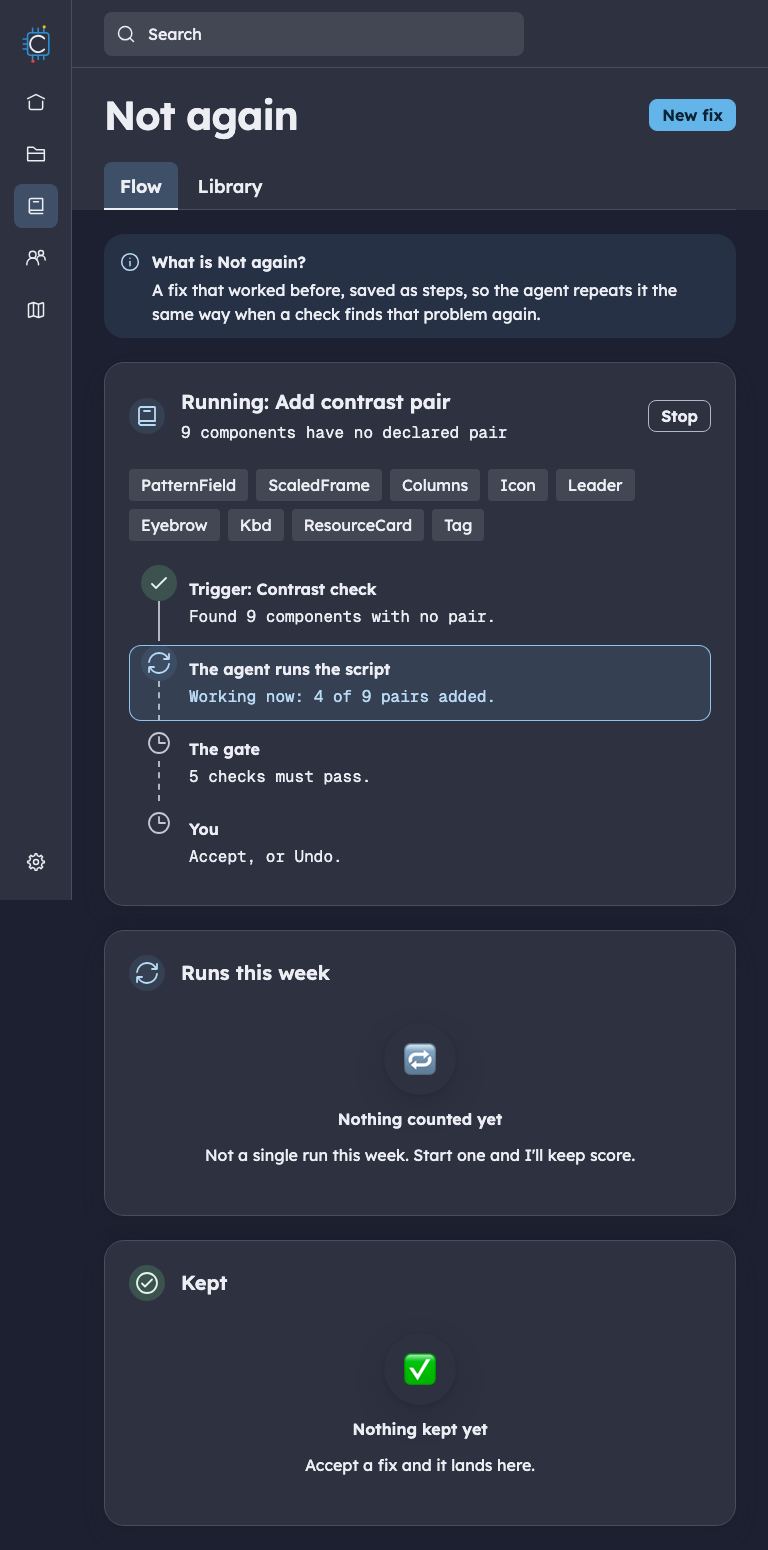 Search
Not again
New fix
Flow
Library
What is Not again?
A fix that worked before, saved as steps, so the agent repeats it the
same way when a check finds that problem again.
Running: Add contrast pair
9 components have no declared pair
Stop
PatternField
ScaledFrame
Columns
Icon
Leader
Eyebrow
Kbd
ResourceCard
Tag
Trigger: Contrast check
Found 9 components with no pair.
The agent runs the script
Working now: 4 of 9 pairs added.
The gate
5 checks must pass.
You
Accept, or Undo.
Runs this week
Nothing counted yet
Not a single run this week. Start one and I'll keep score.
Kept
Nothing kept yet
Accept a fix and it lands here.